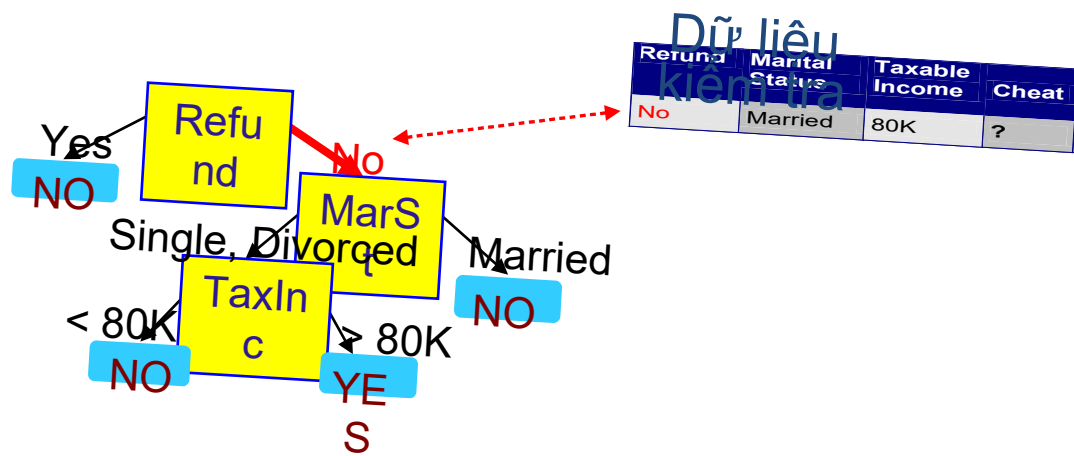 Dữ liệu
kiểm tra
Refund
Marital
Status
Taxable
Income
Cheat
No
Married
80K
?
Refu
nd
Yes
No
NO
MarS
t
Single, Divorced
Married
TaxIn
c
NO
< 80K
> 80K
NO
YE
S